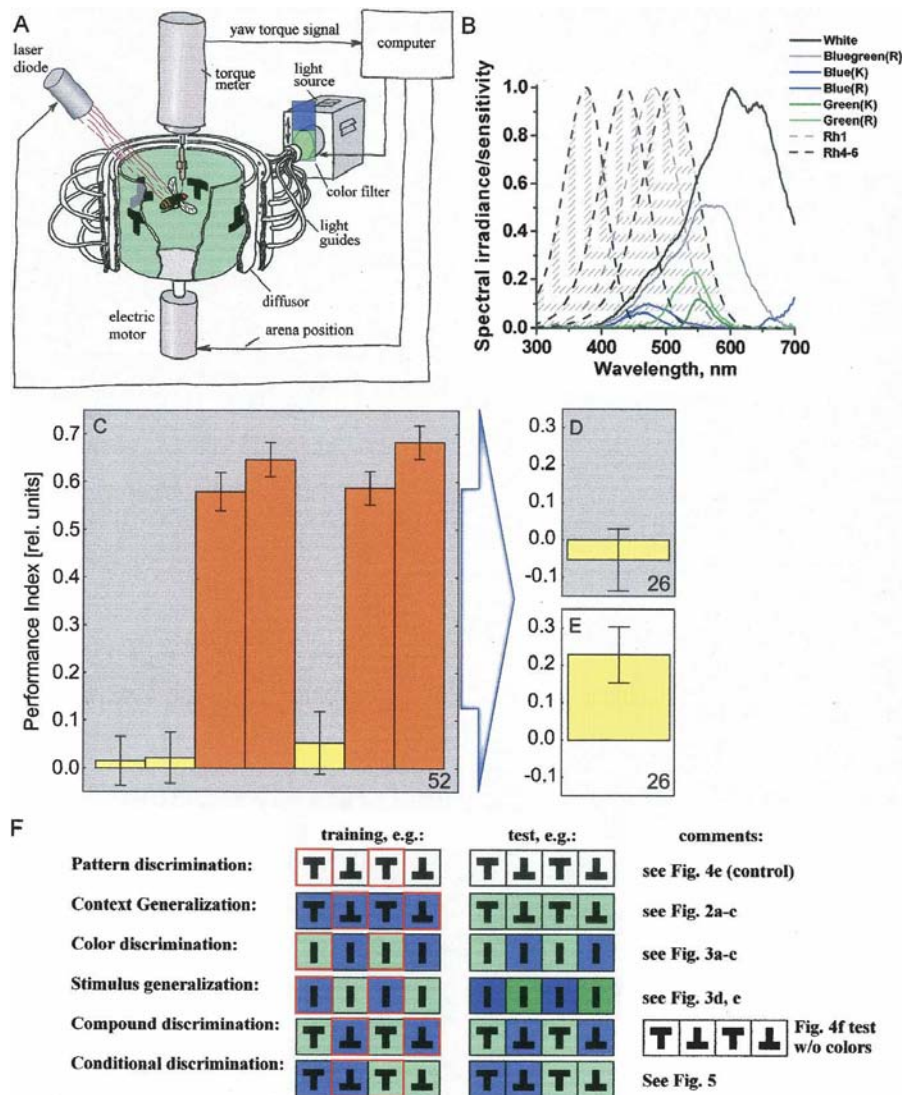 A
yaw torque signal
computer
laser
diode
torque
meter
light
source
color filter
light
guides
diffusor
electric
motor
arena position
B
Spectral irradiance/sensitivity
1.0
0.8
0.6
0.4
0.2
0.0
300
400
500
600
700
Wavelength, nm
White
Bluegreen(R)
Blue(K)
Blue(R)
Green(K)
Green(R)
Rh1
Rh4-6
C
Performance Index [rel. units]
0.7
0.6
0.5
0.4
0.3
0.2
0.1
0.0
52
D
0.3
0.2
0.1
0.0
-0.1
26
E
0.3
0.2
0.1
0.0
-0.1
26
F
training, e.g.: test, e.g.: comments:
Pattern discrimination: see Fig. 4e (control)
Context Generalization: see Fig. 2a-c
Color discrimination: see Fig. 3a-c
Stimulus generalization: see Fig. 3d, e
Compound discrimination: Fig. 4f test
w/o colors
Conditional discrimination: See Fig. 5